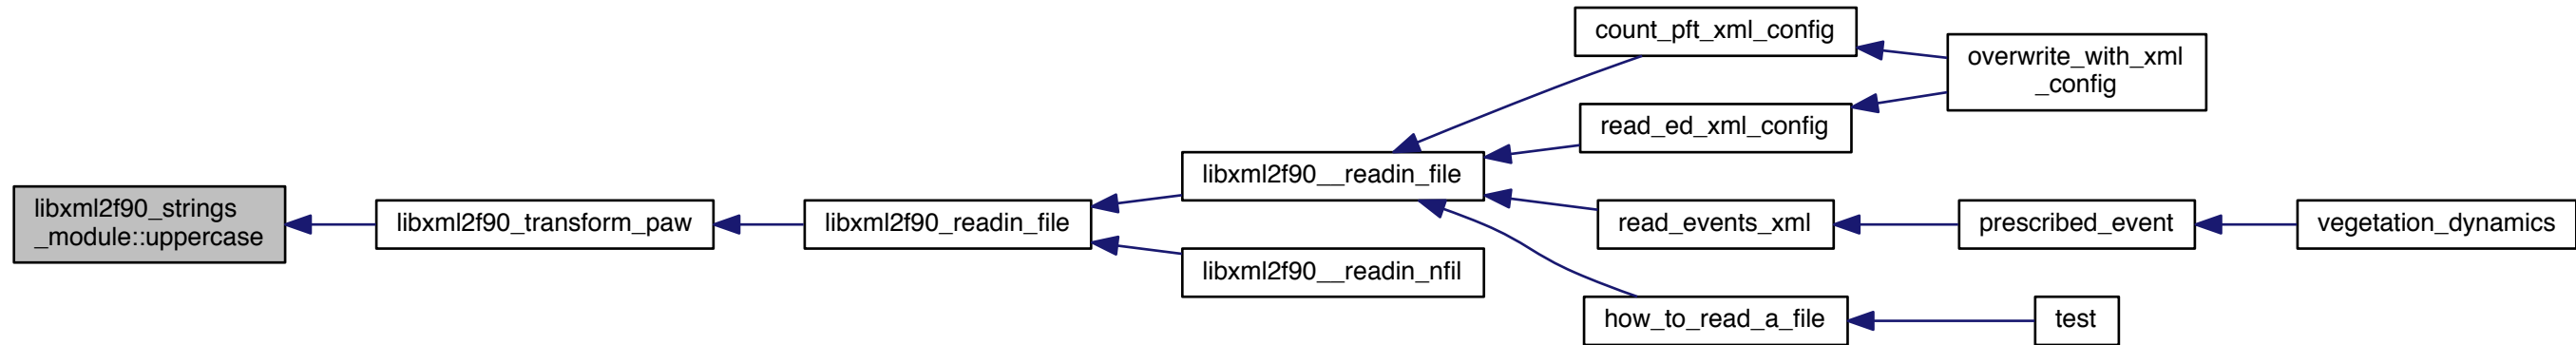 libxml2f90_strings
_module::uppercase
libxml2f90_transform_paw
libxml2f90_readin_file
libxml2f90__readin_file
libxml2f90__readin_nfil
count_pft_xml_config
read_ed_xml_config
overwrite_with_xml
_config
read_events_xml
prescribed_event
vegetation_dynamics
how_to_read_a_file
test